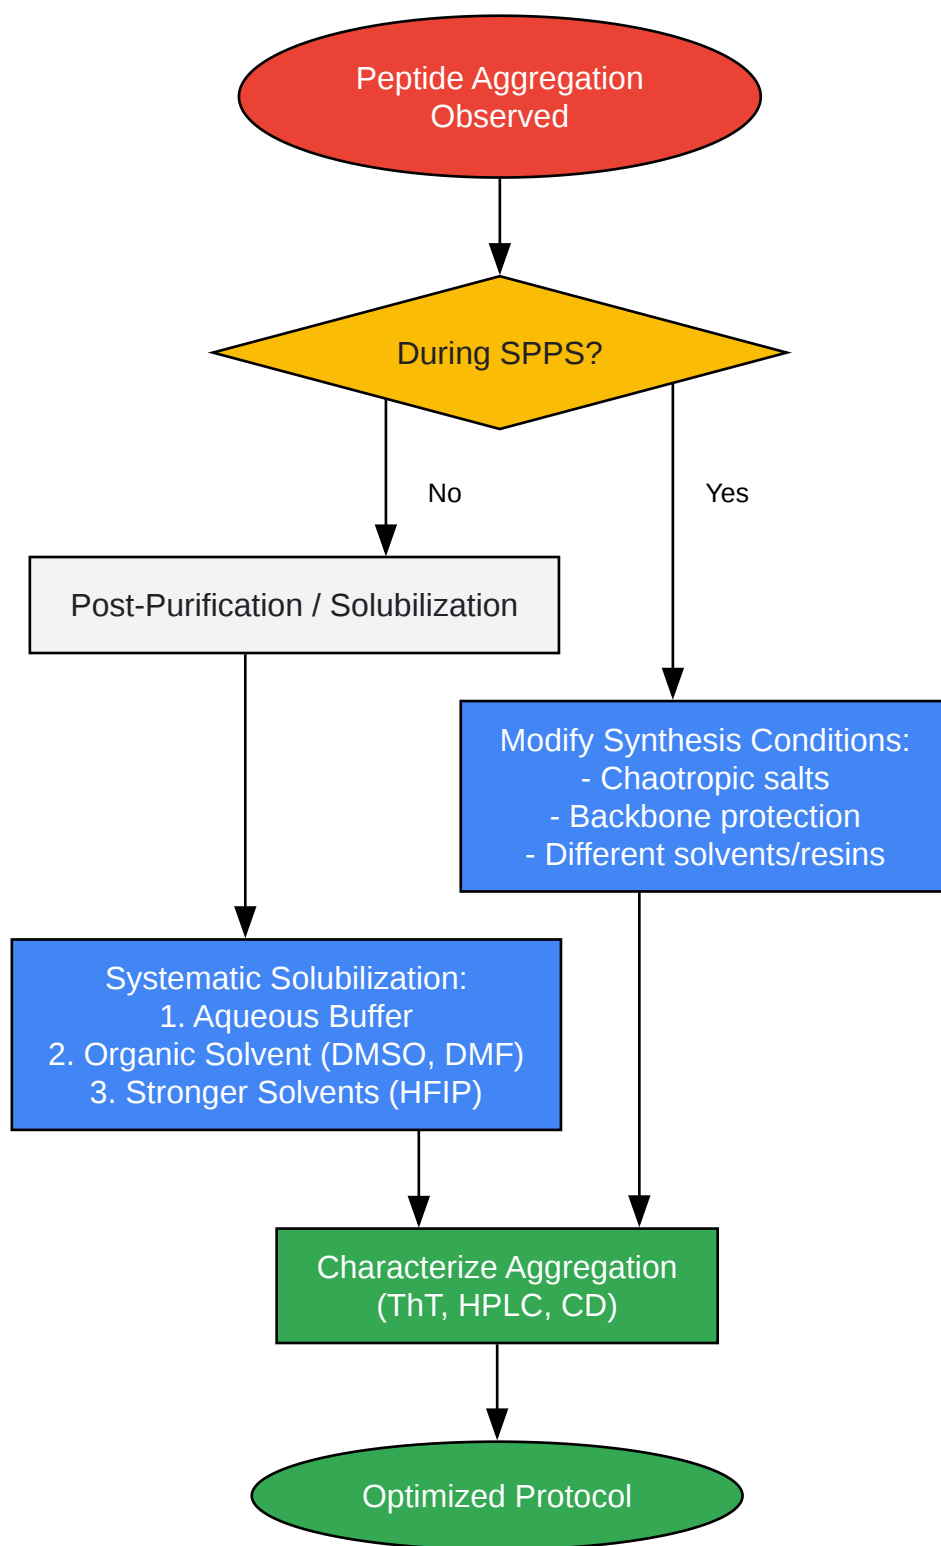 Peptide Aggregation
Observed
During SPPS?
No
Yes
Post-Purification / Solubilization
Modify Synthesis Conditions:
- Chaotropic salts
- Backbone protection
- Different solvents/resins
Systematic Solubilization:
1. Aqueous Buffer
2. Organic Solvent (DMSO, DMF)
3. Stronger Solvents (HFIP)
Characterize Aggregation
(ThT, HPLC, CD)
Optimized Protocol